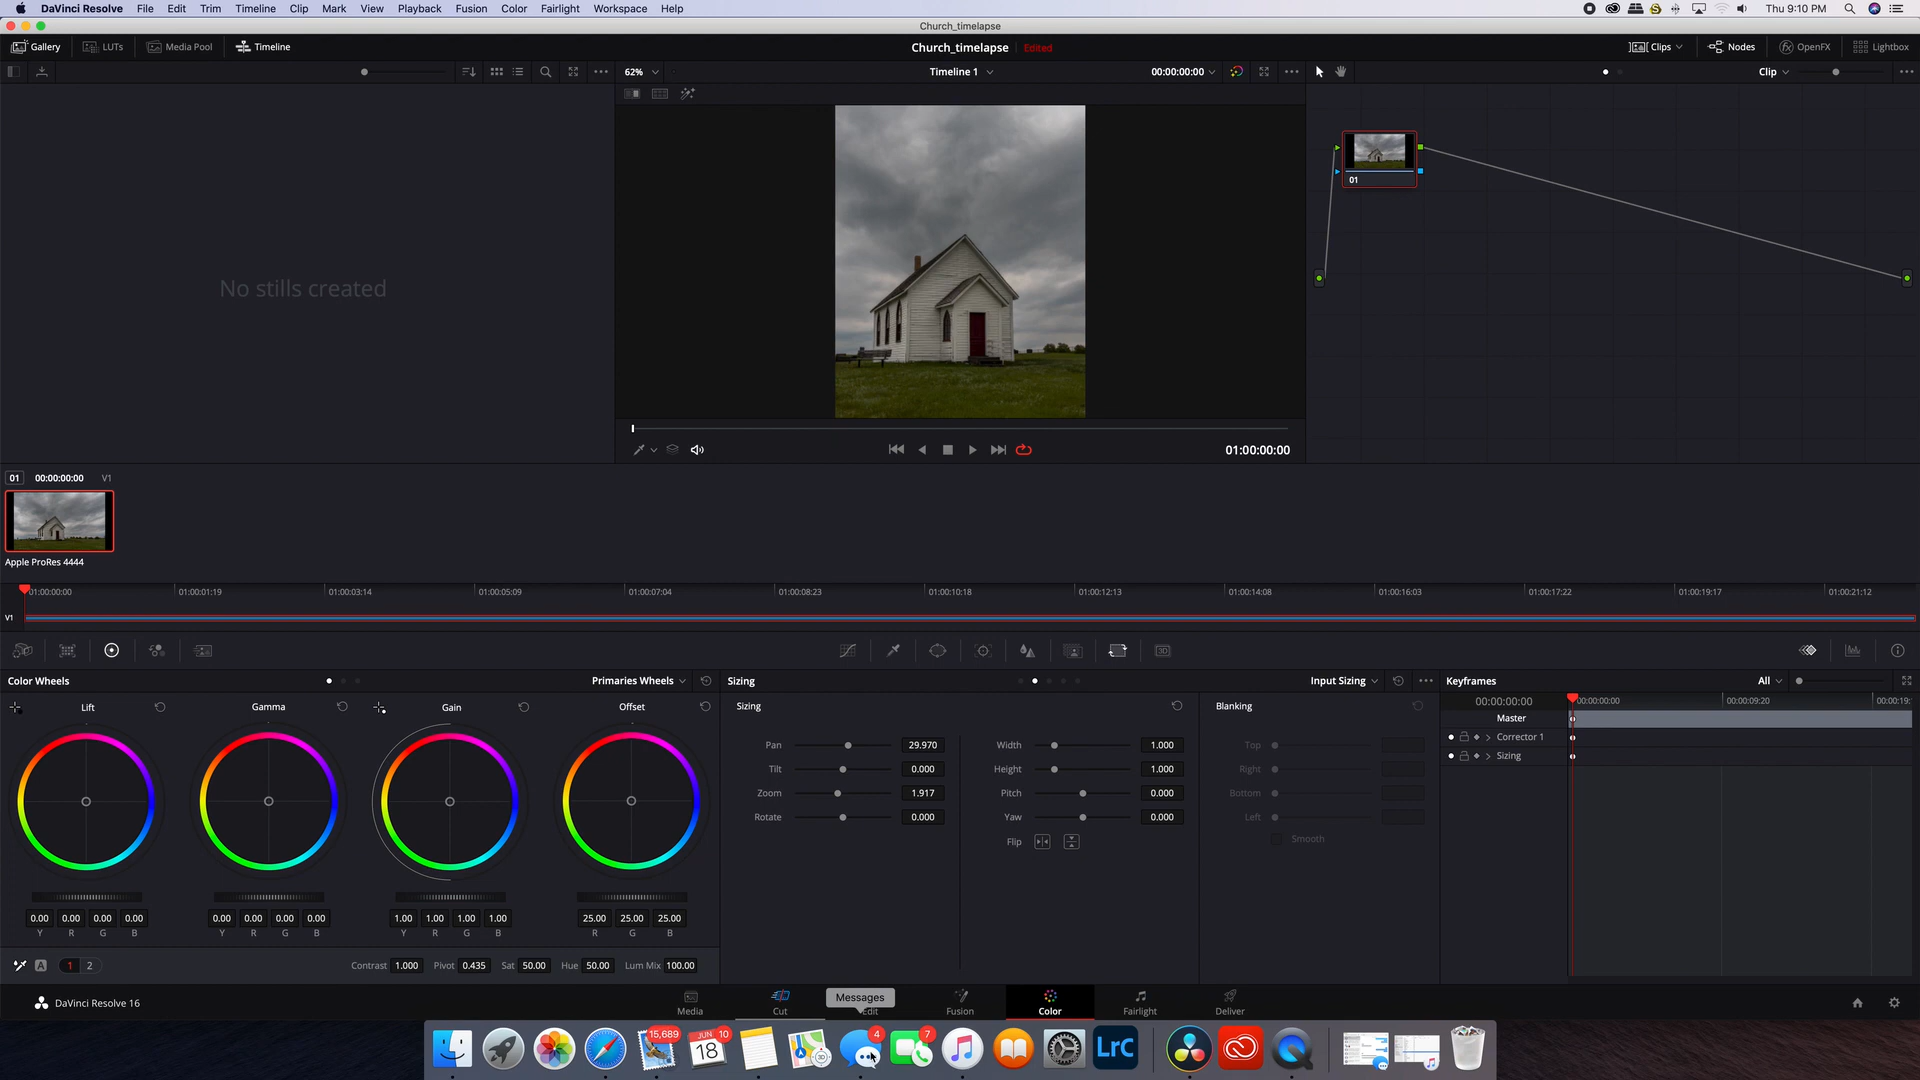 DaVinci Resolve File Edit Trim Timeline Clip Mark View Playback Fusion Color Fairlight Workspace Help Thu 9:10 PM
Church_timelapse
Gallery LUTs Media Pool Timeline Church_timelapse Edited Clips Nodes OpenFX Lightbox
62% Timeline 1 00:00:00:00 Clip
No stills created
01
01:00:00:00
01 00:00:00:00 V1
Apple ProRes 4444
01:00:00:00 01:00:01:19 01:00:03:14 01:00:05:09 01:00:07:04 01:00:08:23 01:00:10:18 01:00:12:13 01:00:14:08 01:00:16:03 01:00:17:22 01:00:19:17 01:00:21:12
V1
3D
Color Wheels Primaries Wheels Sizing Input Sizing Keyframes All
Lift Gamma Gain Offset Sizing Blanking 00:00:00:00 00:00:00:00 00:00:09:20 00:00:19:
Master
Pan 29.970 Width 1.000 Top Corrector 1
Tilt 0.000 Height 1.000 Right Sizing
Zoom 1.917 Pitch 0.000 Bottom
Rotate 0.000 Yaw 0.000 Left
Flip Smooth
0.00 0.00 0.00 0.00 0.00 0.00 0.00 0.00 1.00 1.00 1.00 1.00 25.00 25.00 25.00
Y R G B Y R G B Y R G B R G B
A 1 2 Contrast 1.000 Pivot 0.435 Sat 50.00 Hue 50.00 Lum Mix 100.00
DaVinci Resolve 16 Messages
Media Cut Edit Fusion Color Fairlight Deliver
15,689 JUN 10 4 7
18 3D LrC